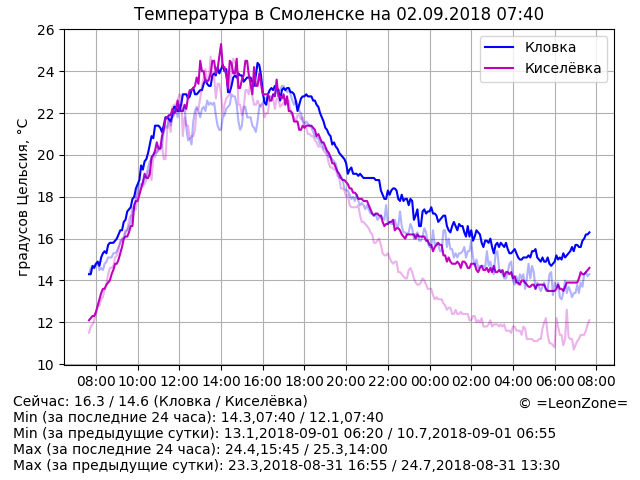 Температура в Смоленске на 02.09.2018 07:40
26
24
22
20
18
16
14
12
10
градусов Цельсия, °C
Кловка
Киселёвка
08:00 10:00 12:00 14:00 16:00 18:00 20:00 22:00 00:00 02:00 04:00 06:00 08:00
© =LeonZone=
Сейчас: 16.3 / 14.6 (Кловка / Киселёвка)
Min (за последние 24 часа): 14.3,07:40 / 12.1,07:40
Min (за предыдущие сутки): 13.1,2018-09-01 06:20 / 10.7,2018-09-01 06:55
Max (за последние 24 часа): 24.4,15:45 / 25.3,14:00
Max (за предыдущие сутки): 23.3,2018-08-31 16:55 / 24.7,2018-08-31 13:30